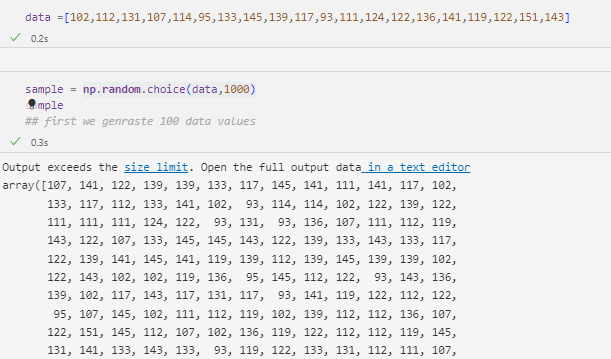 data =[102,112,131,107,114,95,133,145,139,117,93,111,124,122,136,141,119,122,151,143]
0.2s
sample = np.random.choice(data,1000)
mple
## first we genraste 100 data values
0.3s
Output exceeds the size limit. Open the full output data in a text editor
array([107, 141, 122, 139, 139, 133, 117, 145, 141, 111, 141, 117, 102,
133, 117, 112, 133, 141, 102, 93, 114, 114, 102, 122, 139, 122,
111, 111, 111, 124, 122, 93, 131, 93, 136, 107, 111, 112, 119,
143, 122, 107, 133, 145, 145, 143, 122, 139, 133, 143, 133, 117,
122, 139, 141, 145, 141, 119, 139, 112, 139, 145, 139, 139, 102,
122, 143, 102, 102, 119, 136, 95, 145, 112, 122, 93, 143, 136,
139, 102, 117, 143, 117, 131, 117, 93, 141, 119, 122, 112, 122,
95, 107, 145, 102, 111, 112, 119, 102, 139, 112, 112, 136, 107,
122, 151, 145, 112, 107, 102, 136, 119, 122, 112, 112, 119, 145,
131, 141, 133, 143, 133, 93, 119, 122, 133, 131, 112, 111, 107,